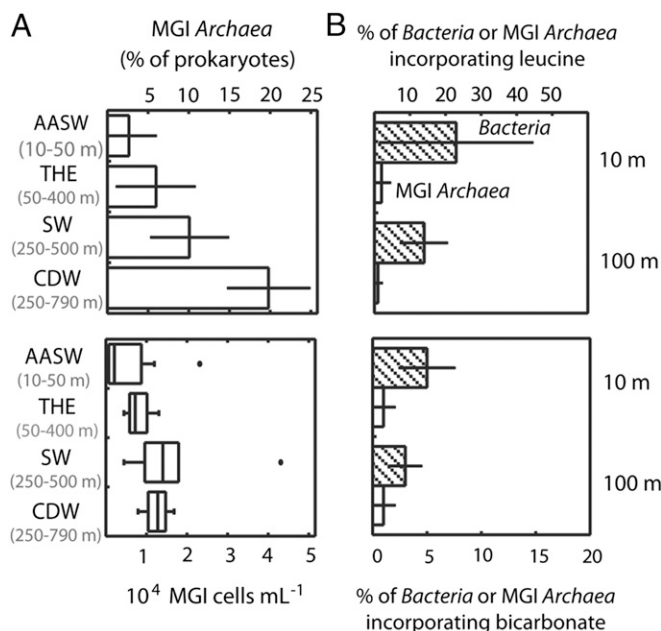 A
MGI Archaea
(% of prokaryotes)
5 10 15 20 25
AASW
(10-50 m)
THE
(50-400 m)
SW
(250-500 m)
CDW
(250-790 m)
AASW
(10-50 m)
THE
(50-400 m)
SW
(250-500 m)
CDW
(250-790 m)
1 2 3 4 5
10⁴ MGI cells mL⁻¹
B
% of Bacteria or MGI Archaea
incorporating leucine
10 20 30 40 50
Bacteria
10 m
MGI Archaea
100 m
10 m
100 m
0 5 10 15 20
% of Bacteria or MGI Archaea
incorporating bicarbonate